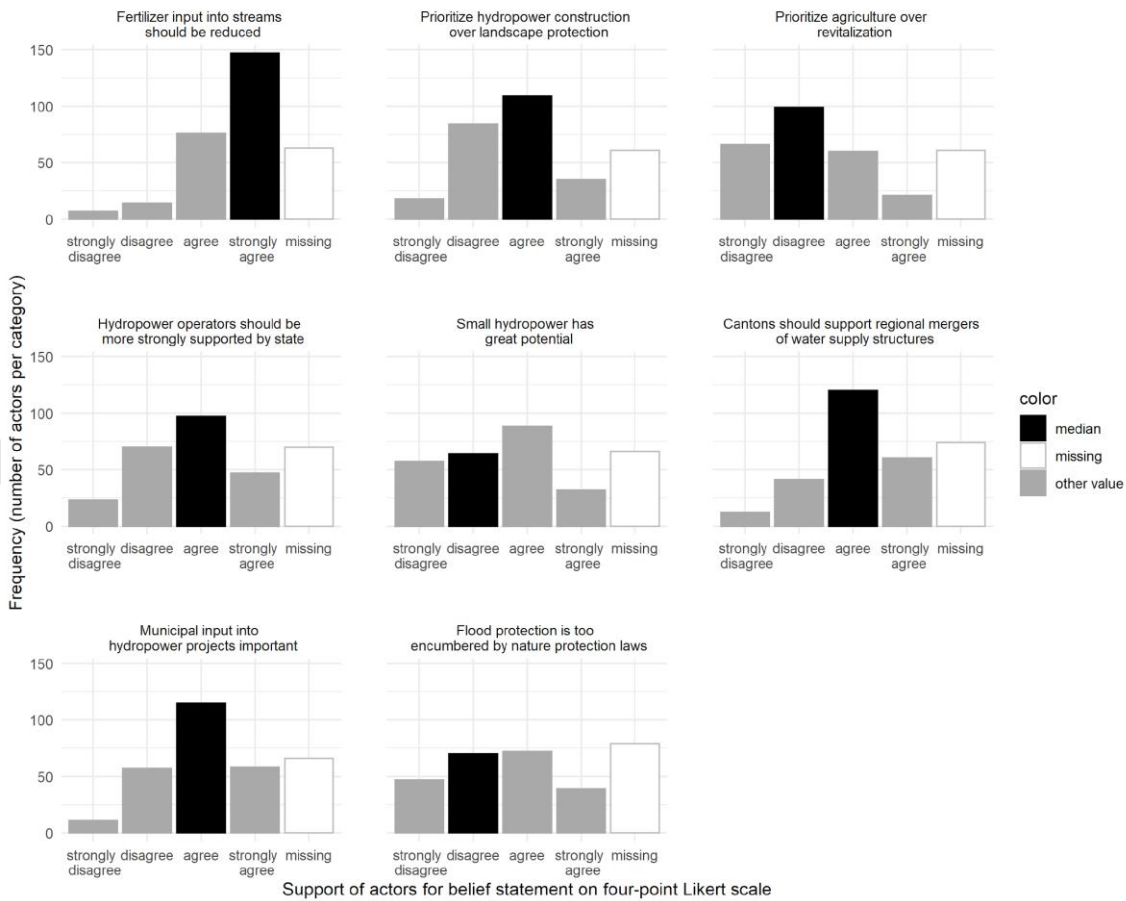 Fertilizer input into streams
should be reduced
Prioritize hydropower construction
over landscape protection
Prioritize agriculture over
revitalization
150
100
50
0
strongly disagree agree strongly missing
disagree agree
strongly disagree agree strongly missing
disagree agree
strongly disagree agree strongly missing
disagree agree
Frequency (number of actors per category)
Hydropower operators should be
more strongly supported by state
Small hydropower has
great potential
Cantons should support regional mergers
of water supply structures
150
100
50
0
strongly disagree agree strongly missing
disagree agree
strongly disagree agree strongly missing
disagree agree
strongly disagree agree strongly missing
disagree agree
color
median
missing
other value
Municipal input into
hydropower projects important
Flood protection is too
encumbered by nature protection laws
150
100
50
0
strongly disagree agree strongly missing
disagree agree
strongly disagree agree strongly missing
disagree agree
Support of actors for belief statement on four-point Likert scale